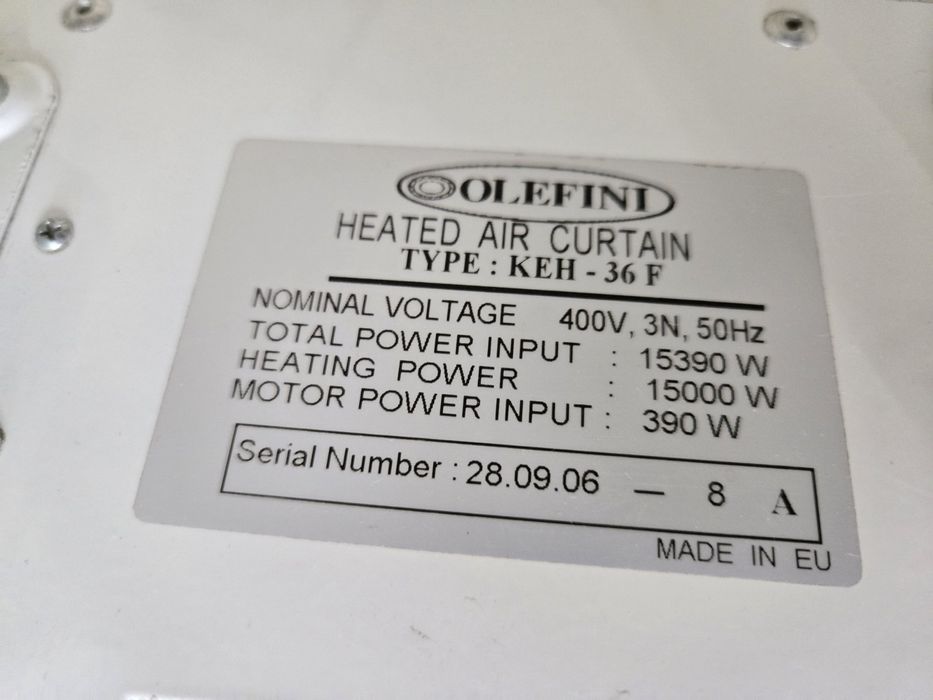 OLEFINI
HEATED AIR CURTAIN
TYPE : KEH - 36 F
NOMINAL VOLTAGE 400V, 3N, 50Hz
TOTAL POWER INPUT : 15390 W
HEATING POWER : 15000 W
MOTOR POWER INPUT : 390 W
Serial Number : 28.09.06 — 8 A
MADE IN EU